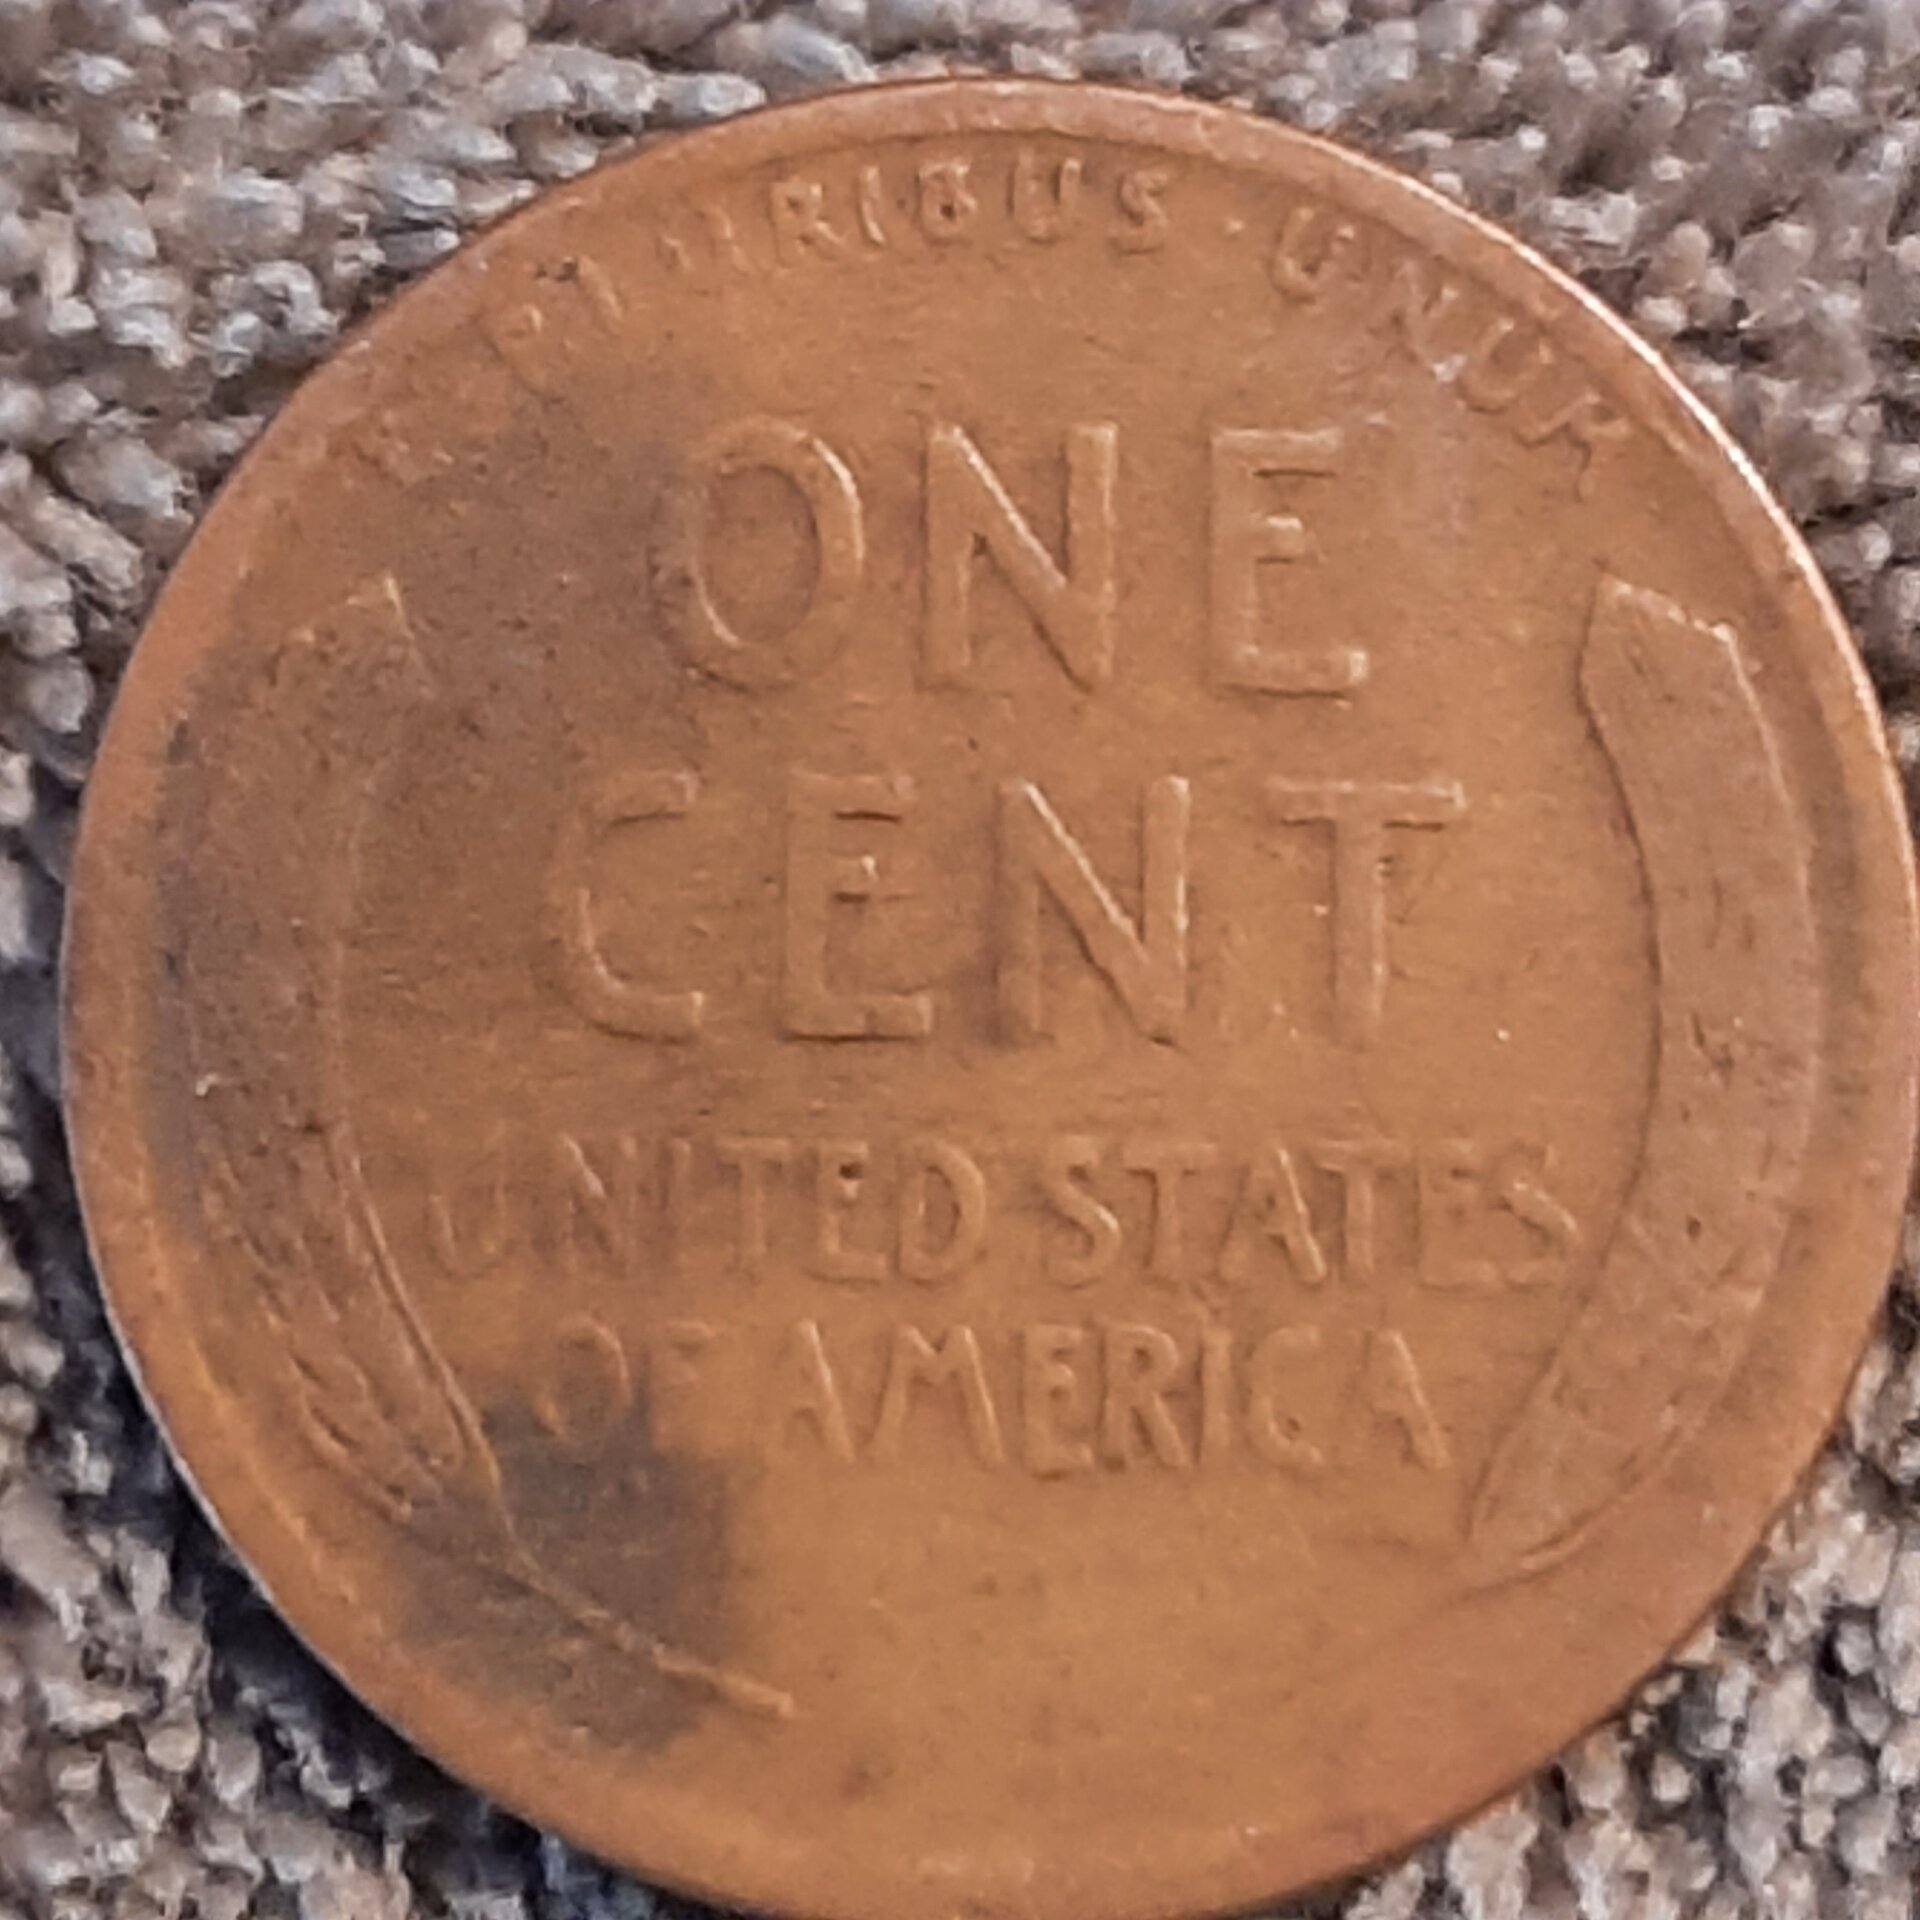 PLURIBUS · UNUM
ONE
CENT
UNITED STATES
OF AMERICA